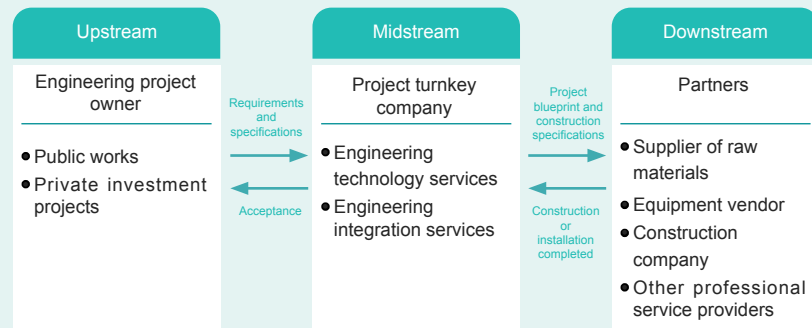 Upstream
Engineering project
owner
● Public works
● Private investment
projects
Requirements
and
specifications
Acceptance
Midstream
Project turnkey
company
● Engineering
technology services
● Engineering
integration services
Project
blueprint and
construction
specifications
Construction
or
installation
completed
Downstream
Partners
● Supplier of raw
materials
● Equipment vendor
● Construction
company
● Other professional
service providers